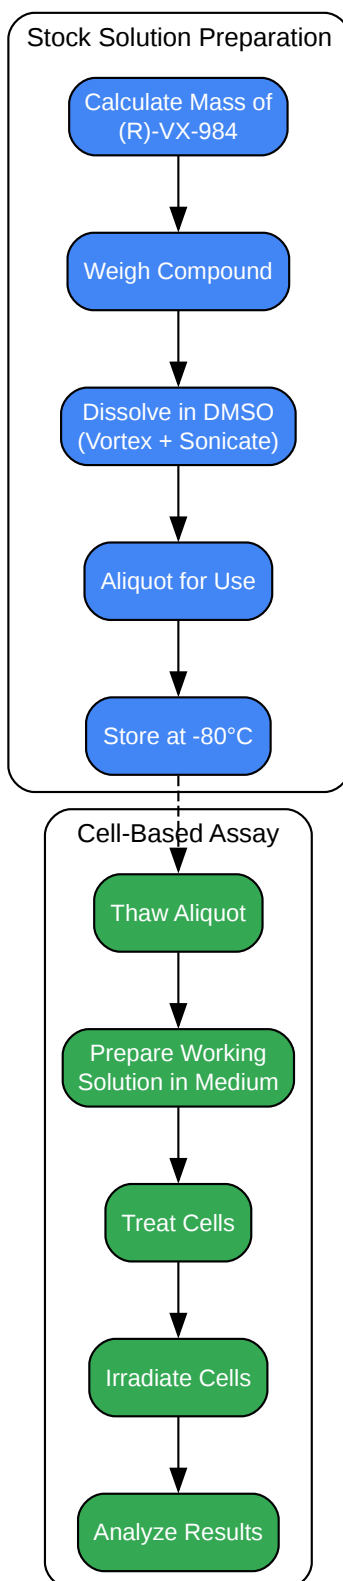 Stock Solution Preparation
Calculate Mass of
(R)-VX-984
Weigh Compound
Dissolve in DMSO
(Vortex + Sonicate)
Aliquot for Use
Store at -80°C
Cell-Based Assay
Thaw Aliquot
Prepare Working
Solution in Medium
Treat Cells
Irradiate Cells
Analyze Results